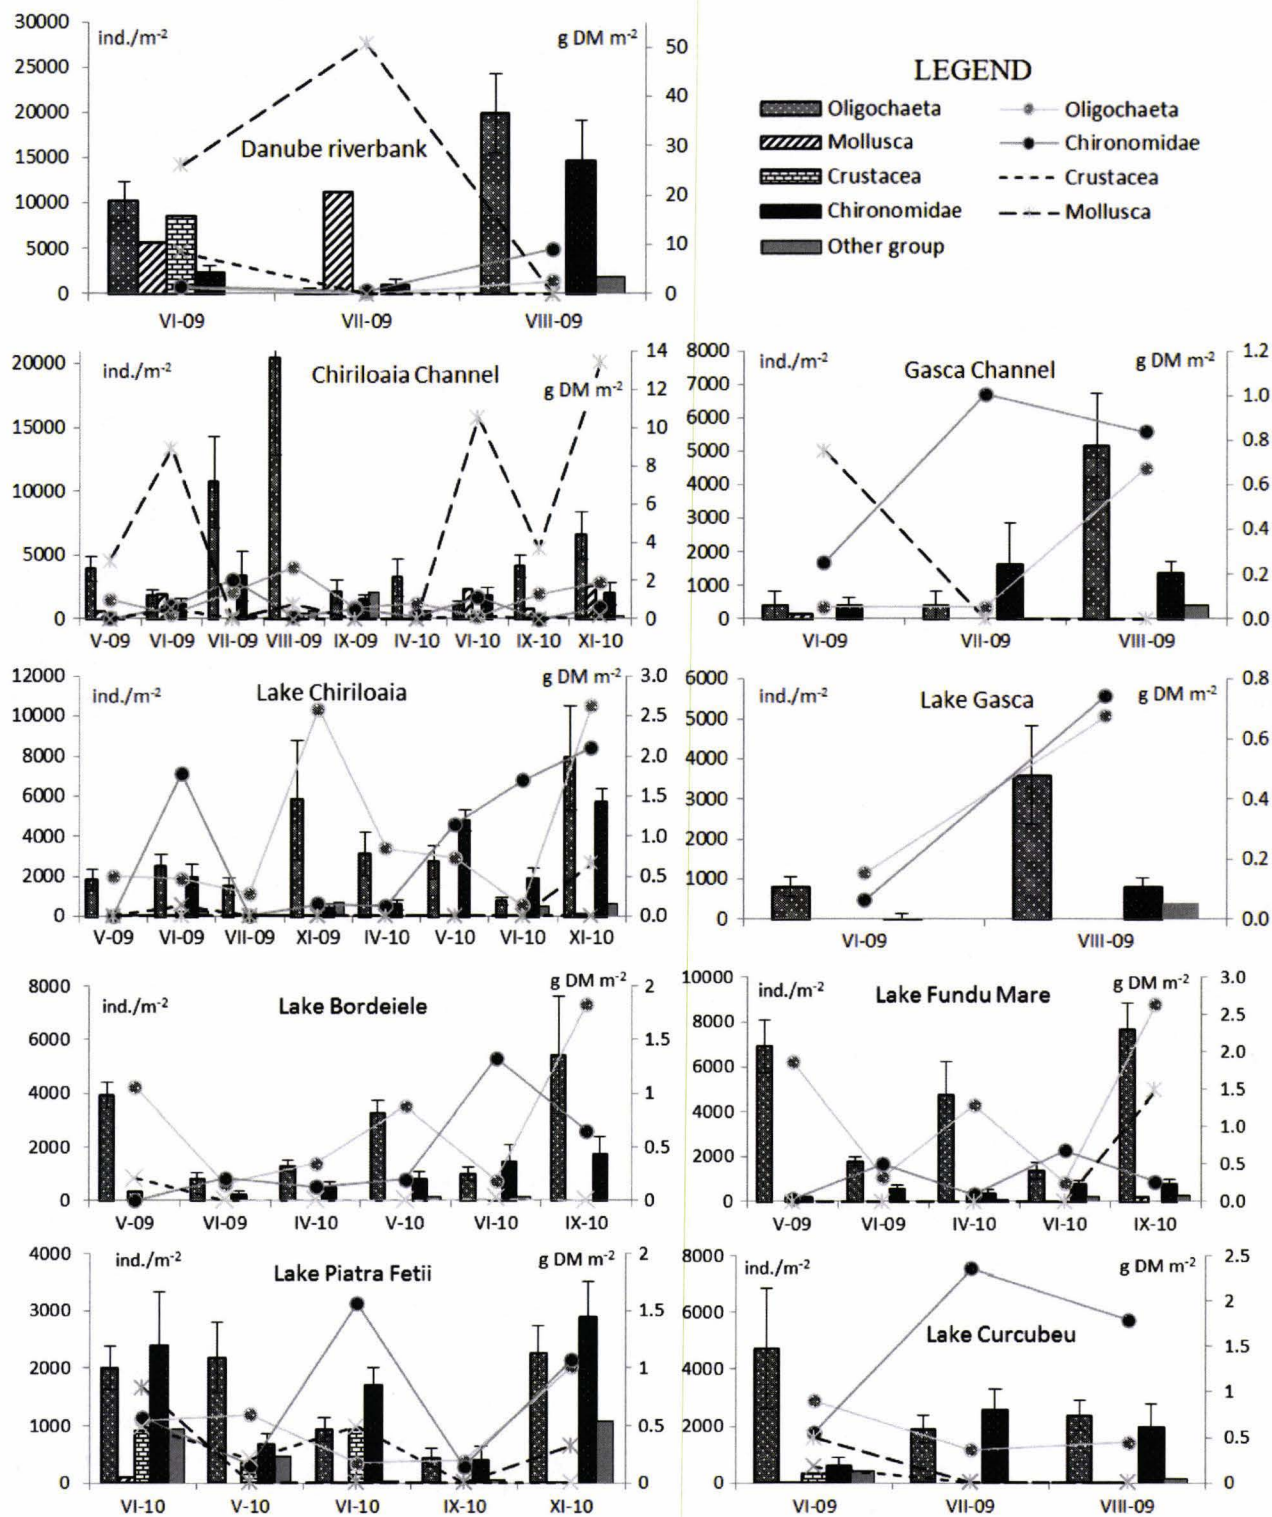 30000
25000
20000
15000
10000
5000
0
ind./m-2
g DM m-2
50
40
30
20
10
0
Danube riverbank
VI-09 VII-09 VIII-09
LEGEND
Oligochaeta
Mollusca
Crustacea
Chironomidae
Other group
Oligochaeta
Chironomidae
Crustacea
Mollusca
20000
15000
10000
5000
0
ind./m-2
Chiriloaia Channel
g DM m-2
14
12
10
8
6
4
2
0
V-09 VI-09 VII-09 VIII-09 IX-09 IV-10 VI-10 IX-10 XI-10
8000
7000
6000
5000
4000
3000
2000
1000
0
ind./m-2
Gasca Channel
g DM m-2
1.2
1.0
0.8
0.6
0.4
0.2
0.0
VI-09 VII-09 VIII-09
12000
10000
8000
6000
4000
2000
0
ind./m-2
Lake Chiriloaia
g DM m-2
3.0
2.5
2.0
1.5
1.0
0.5
0.0
V-09 VI-09 VII-09 XI-09 IV-10 V-10 VI-10 XI-10
6000
5000
4000
3000
2000
1000
0
ind./m-2
Lake Gasca
g DM m-2
0.8
0.6
0.4
0.2
0.0
VI-09 VIII-09
8000
6000
4000
2000
0
ind./m-2
Lake Bordeiele
g DM m-2
2
1.5
1
0.5
0
V-09 VI-09 IV-10 V-10 VI-10 IX-10
10000
8000
6000
4000
2000
0
ind./m-2
Lake Fundu Mare
g DM m-2
3.0
2.5
2.0
1.5
1.0
0.5
0.0
V-09 VI-09 IV-10 VI-10 IX-10
4000
3000
2000
1000
0
ind./m-2
Lake Piatra Fetii
g DM m-2
2
1.5
1
0.5
0
VI-10 V-10 VI-10 IX-10 XI-10
8000
6000
4000
2000
0
ind./m-2
g DM m-2
Lake Curcubeu
2.5
2
1.5
1
0.5
0
VI-09 VII-09 VIII-09